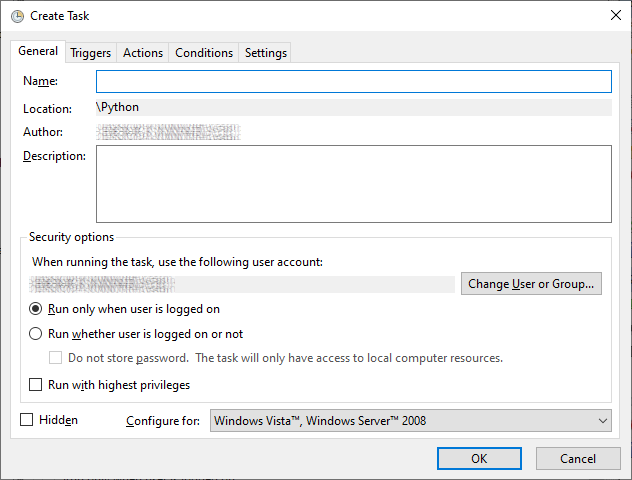 Create Task
General Triggers Actions Conditions Settings
Name:
Location: \Python
Author:
Description:
Security options
When running the task, use the following user account:
Change User or Group...
Run only when user is logged on
Run whether user is logged on or not
Do not store password. The task will only have access to local computer resources.
Run with highest privileges
Hidden Configure for: Windows Vista™, Windows Server™ 2008
OK Cancel